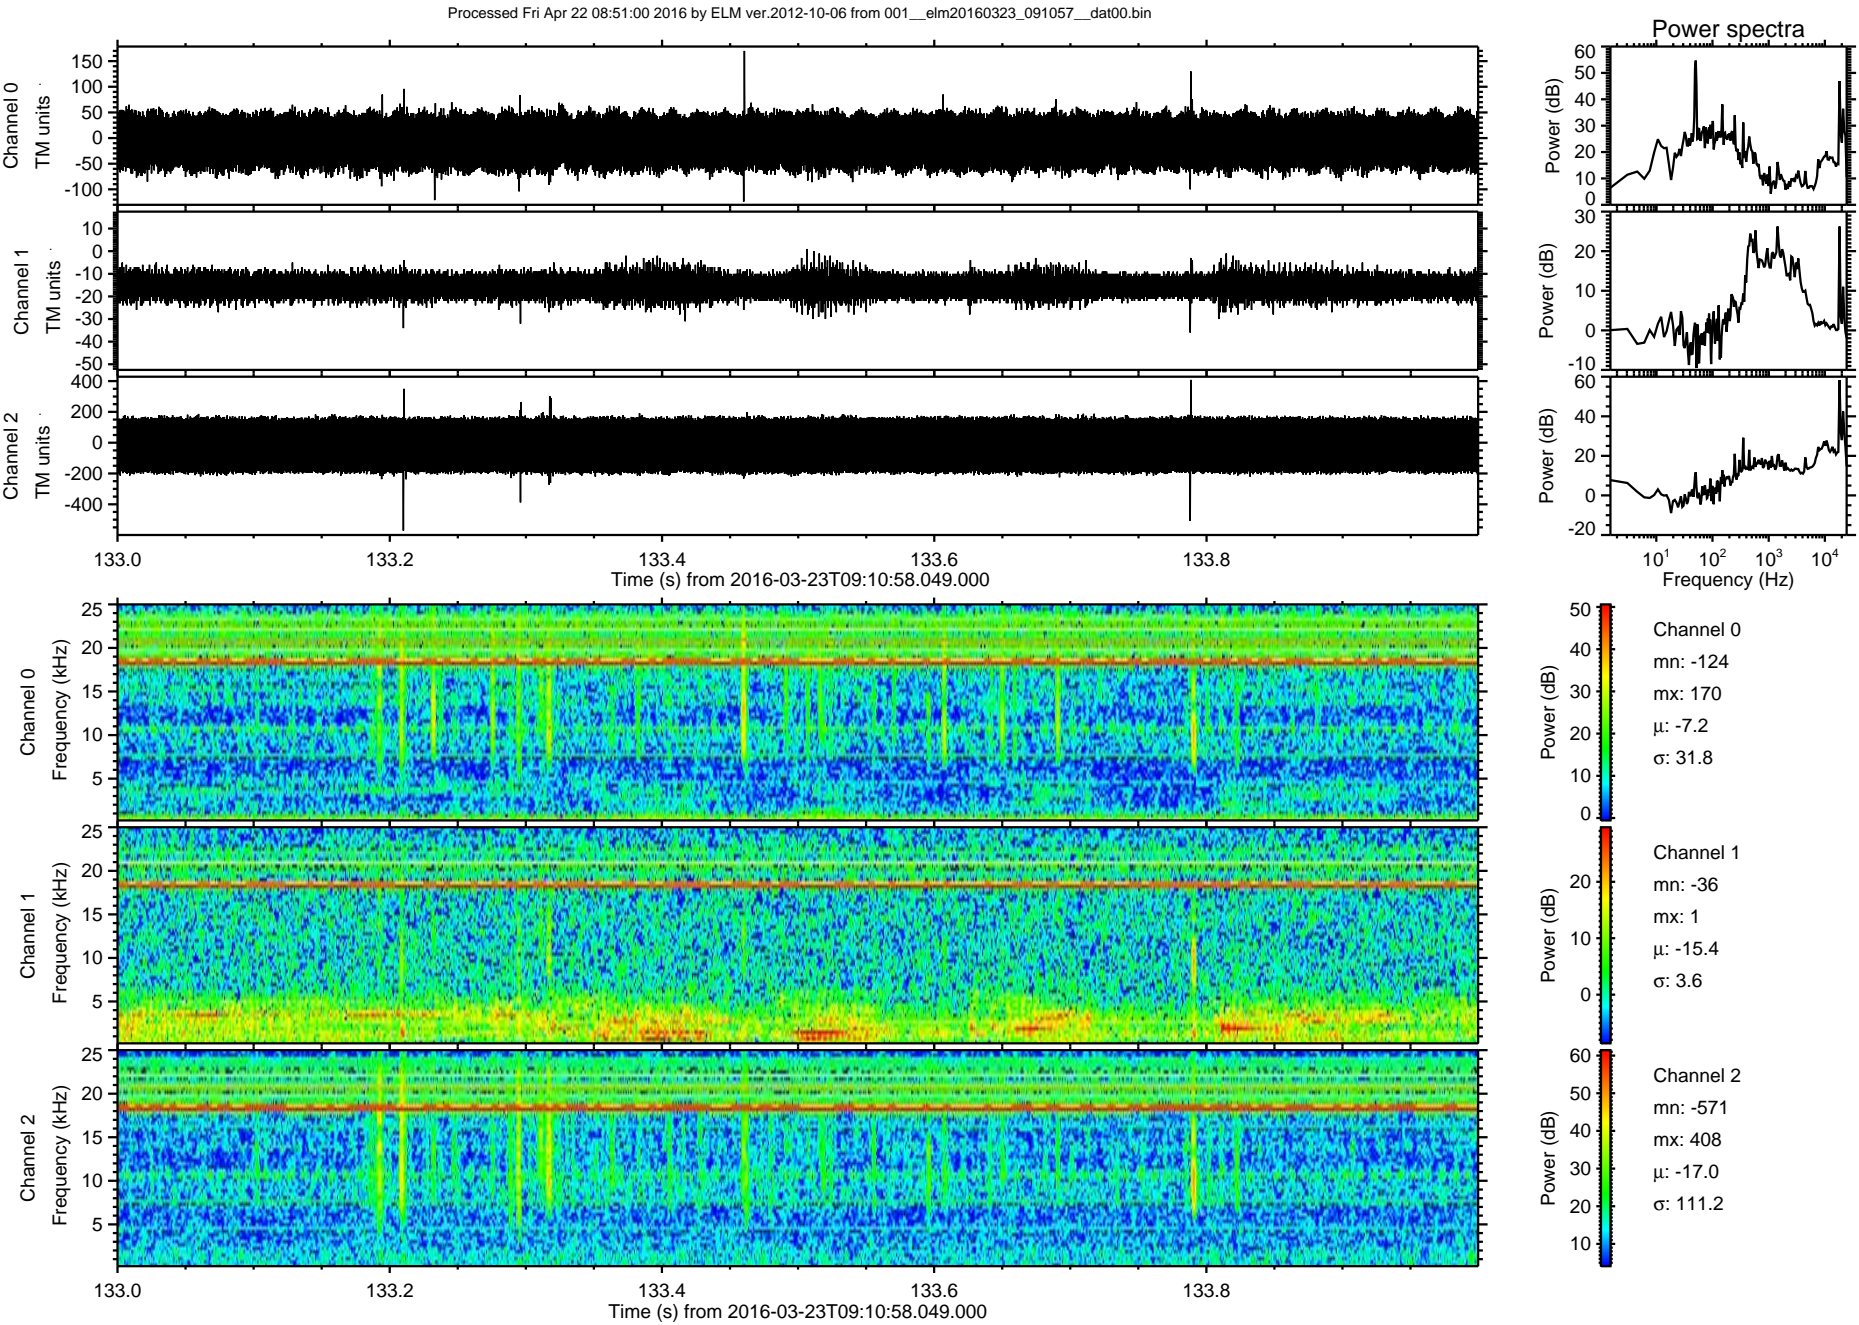 Processed Fri Apr 22 08:51:00 2016 by ELM ver.2012-10-06 from 001__elm20160323_091057__dat00.bin
Power spectra
Channel 0
TM units
150
100
50
0
-50
-100
Power (dB)
60
50
40
30
20
10
0
Channel 1
TM units
10
0
-10
-20
-30
-40
-50
Power (dB)
30
20
10
0
-10
Channel 2
TM units
400
200
0
-200
-400
Power (dB)
60
40
20
0
-20
133.0 133.2 133.4 133.6 133.8
Time (s) from 2016-03-23T09:10:58.049.000
10^1 10^2 10^3 10^4
Frequency (Hz)
Channel 0
Frequency (kHz)
25
20
15
10
5
Power (dB)
50
40
30
20
10
0
Channel 0
mn: -124
mx: 170
μ: -7.2
σ: 31.8
Channel 1
Frequency (kHz)
25
20
15
10
5
Power (dB)
20
10
0
Channel 1
mn: -36
mx: 1
μ: -15.4
σ: 3.6
Channel 2
Frequency (kHz)
25
20
15
10
5
Power (dB)
60
50
40
30
20
10
Channel 2
mn: -571
mx: 408
μ: -17.0
σ: 111.2
133.0 133.2 133.4 133.6 133.8
Time (s) from 2016-03-23T09:10:58.049.000